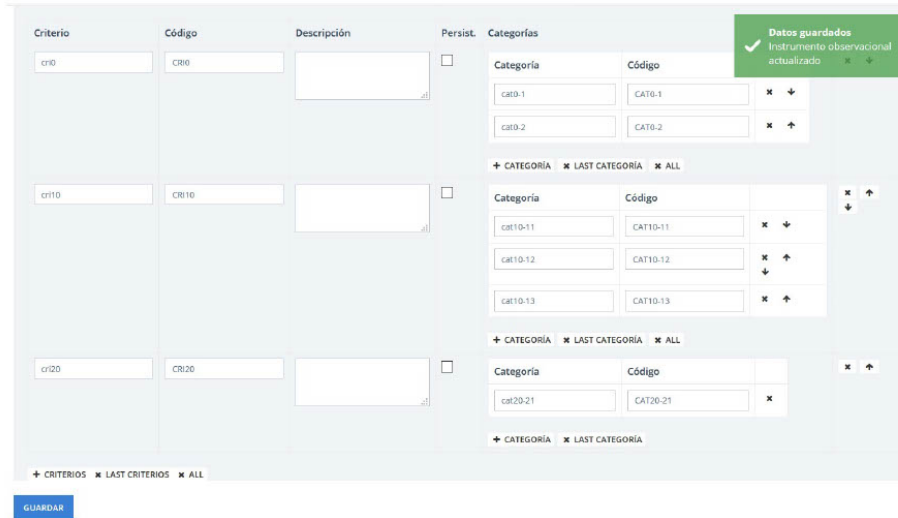 Criterio Código Descripción Persist. Categorías
Datos guardados
Instrumento observacional
actualizado
cri0 CRI0
Categoría Código
cat0-1 CAT0-1
cat0-2 CAT0-2
+ CATEGORÍA × LAST CATEGORÍA × ALL
cri10 CRI10
Categoría Código
cat10-11 CAT10-11
cat10-12 CAT10-12
cat10-13 CAT10-13
+ CATEGORÍA × LAST CATEGORÍA × ALL
cri20 CRI20
Categoría Código
cat20-21 CAT20-21
+ CATEGORÍA × LAST CATEGORÍA
+ CRITERIOS × LAST CRITERIOS × ALL
GUARDAR